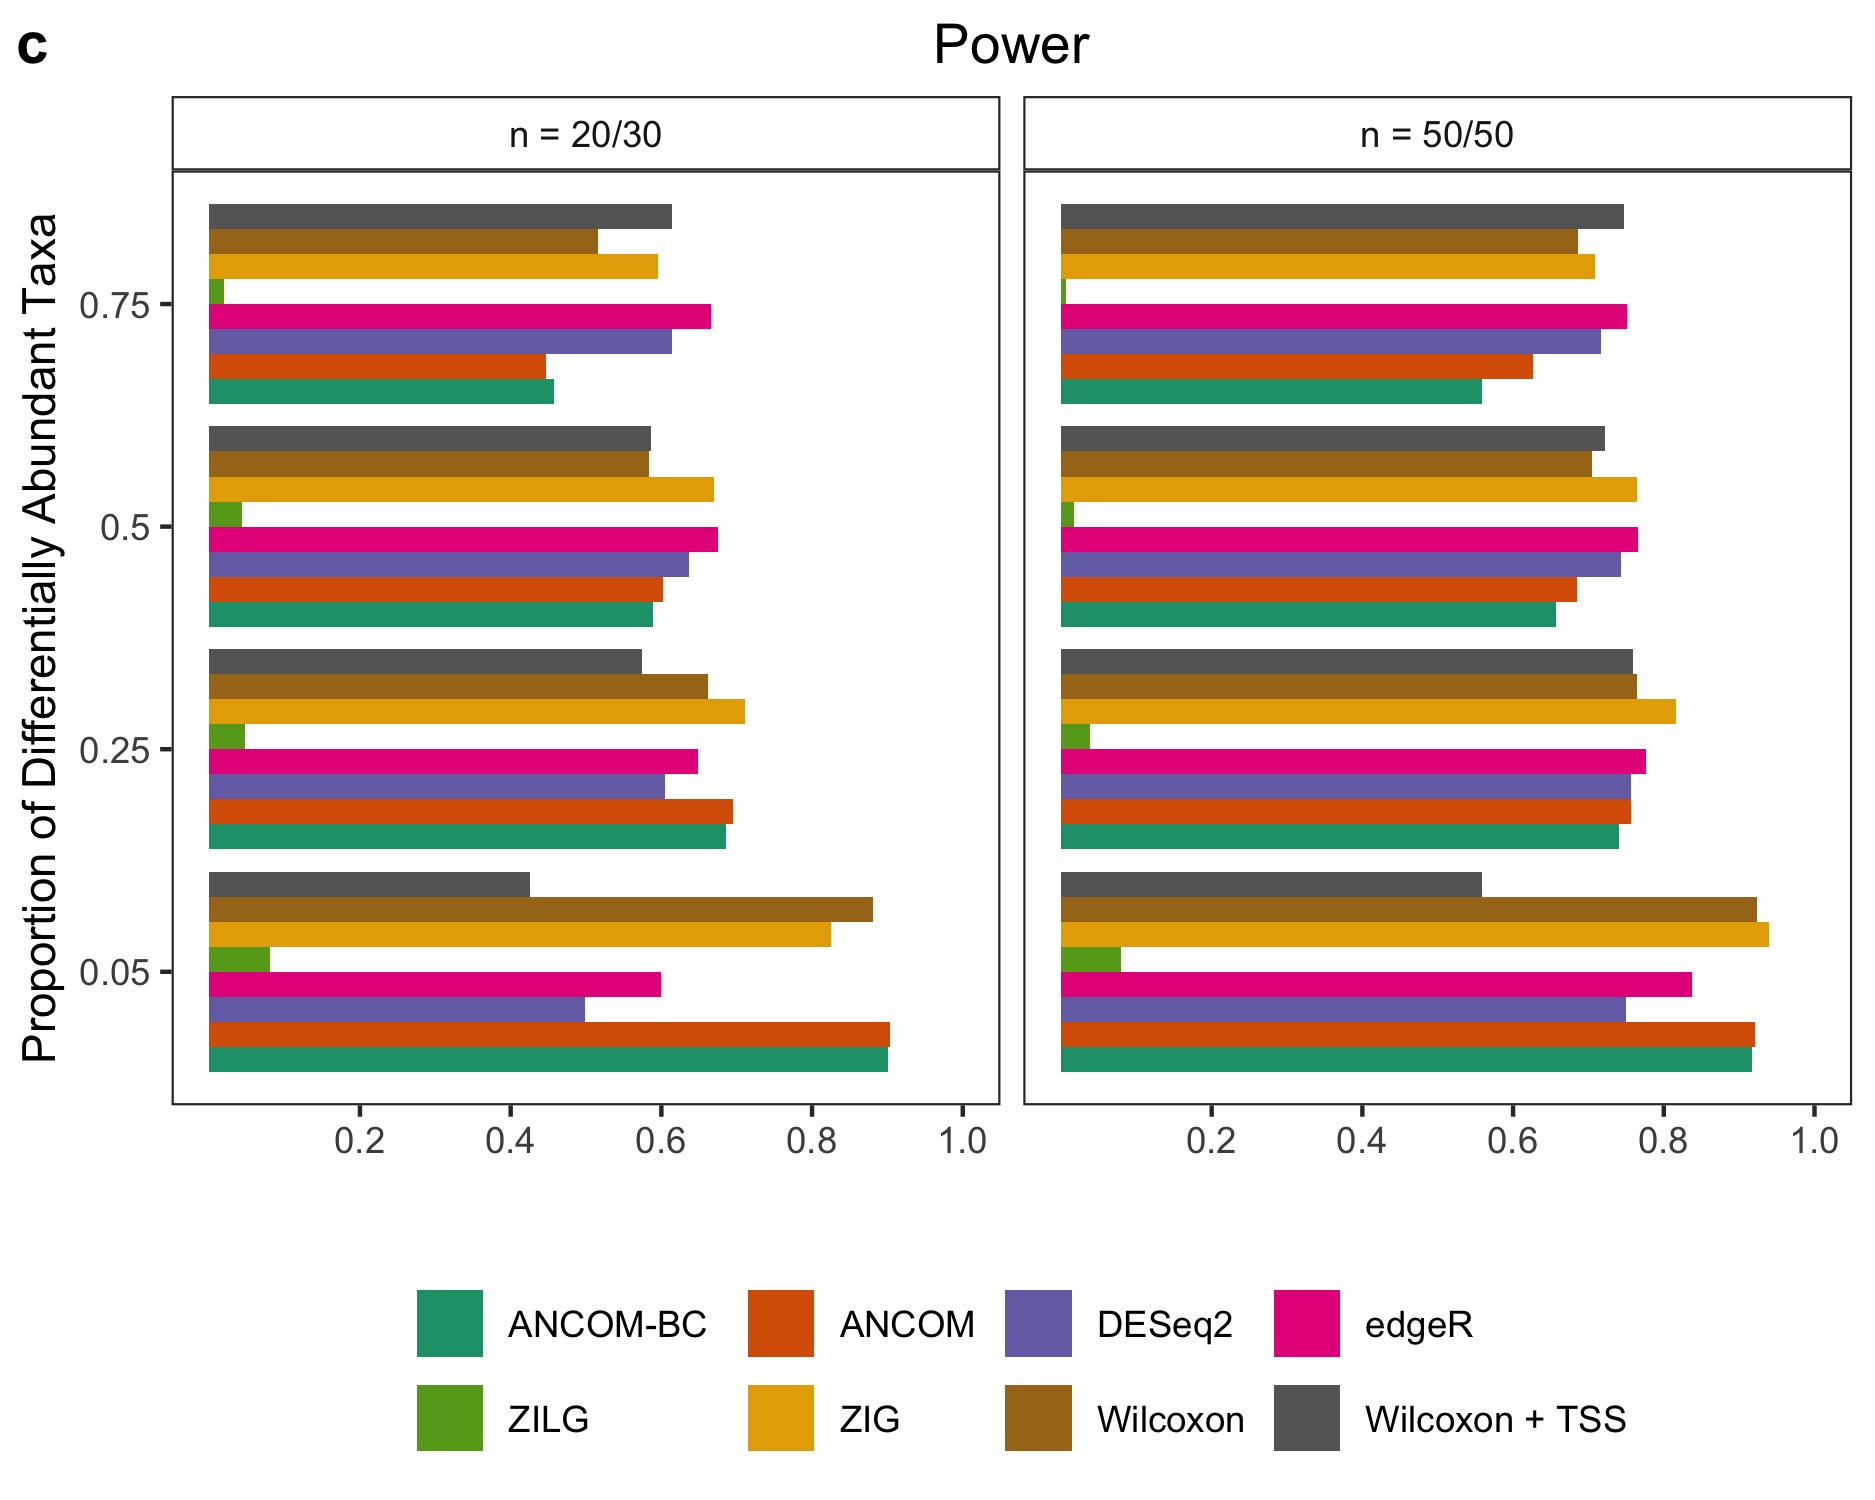 c
Power
n = 20/30
n = 50/50
Proportion of Differentially Abundant Taxa
0.75
0.5
0.25
0.05
0.2 0.4 0.6 0.8 1.0
0.2 0.4 0.6 0.8 1.0
ANCOM-BC ANCOM DESeq2 edgeR
ZILG ZIG Wilcoxon Wilcoxon + TSS